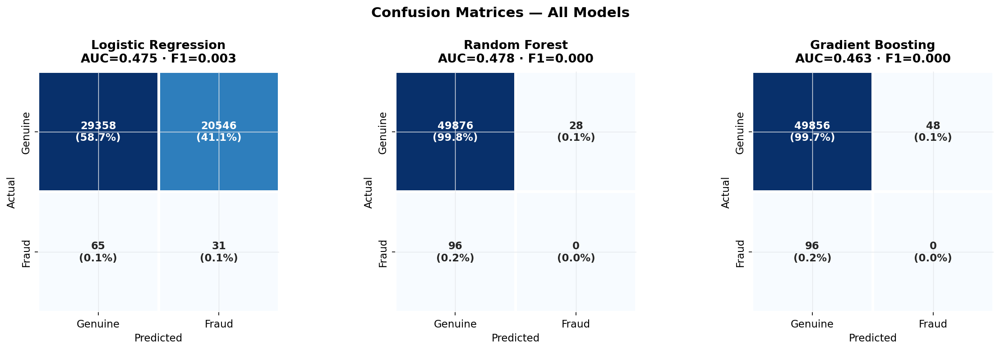 Confusion Matrices — All Models
Logistic Regression
AUC=0.475 · F1=0.003
Actual
Genuine
Fraud
29358
(58.7%)
20546
(41.1%)
65
(0.1%)
31
(0.1%)
Genuine
Fraud
Predicted
Random Forest
AUC=0.478 · F1=0.000
Actual
Genuine
Fraud
49876
(99.8%)
28
(0.1%)
96
(0.2%)
0
(0.0%)
Genuine
Fraud
Predicted
Gradient Boosting
AUC=0.463 · F1=0.000
Actual
Genuine
Fraud
49856
(99.7%)
48
(0.1%)
96
(0.2%)
0
(0.0%)
Genuine
Fraud
Predicted